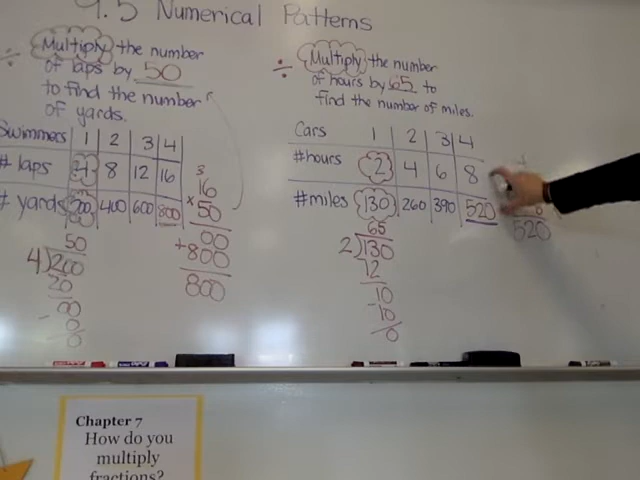 9.5 Numerical Patterns
÷ Multiply the number
of laps by 50
to find the number
of yards.
Swimmers 1 2 3 4
# laps 4 8 12 16
# yards 200 400 600 800
3
16
× 50
00
+ 800
800
50
4)200
20
00
- 0
0
÷ Multiply the number
of hours by 65 to
find the number of miles.
Cars 1 2 3 4
# hours 2 4 6 8
# miles 130 260 390 520
520
65
2)130
12
10
- 10
0
Chapter 7
How do you
multiply
fractions?